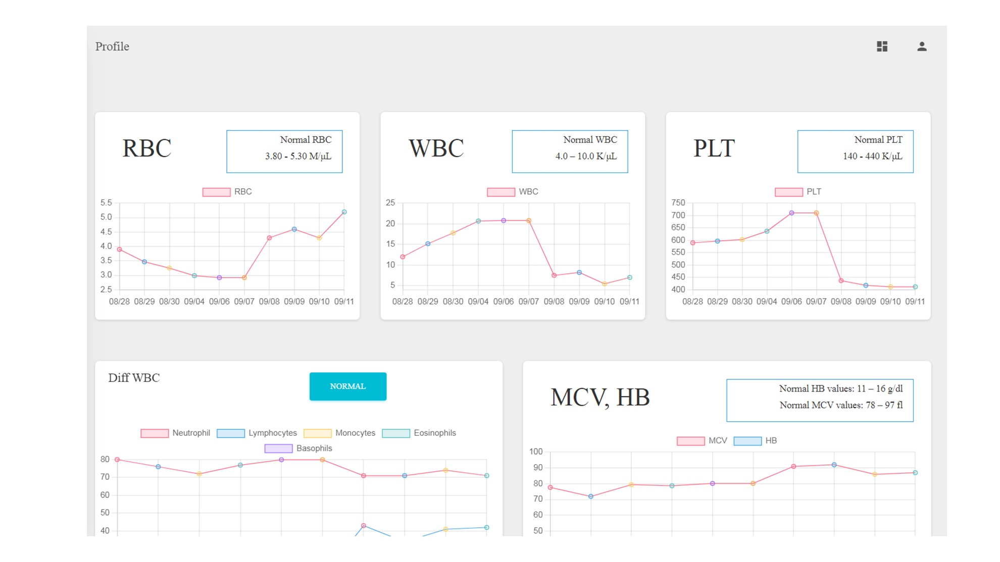 Profile
RBC
Normal RBC
3.80 - 5.30 M/µL
RBC
5.5
5.0
4.5
4.0
3.5
3.0
2.5
08/28 08/29 08/30 09/04 09/06 09/07 09/08 09/09 09/10 09/11
WBC
Normal WBC
4.0 – 10.0 K/µL
WBC
25
20
15
10
5
08/28 08/29 08/30 09/04 09/06 09/07 09/08 09/09 09/10 09/11
PLT
Normal PLT
140 - 440 K/µL
PLT
750
700
650
600
550
500
450
400
08/28 08/29 08/30 09/04 09/06 09/07 09/08 09/09 09/10 09/11
Diff WBC
NORMAL
Neutrophil Lymphocytes Monocytes Eosinophils
Basophils
80
70
60
50
40
MCV, HB
Normal HB values: 11 – 16 g/dl
Normal MCV values: 78 – 97 fl
MCV HB
100
90
80
70
60
50